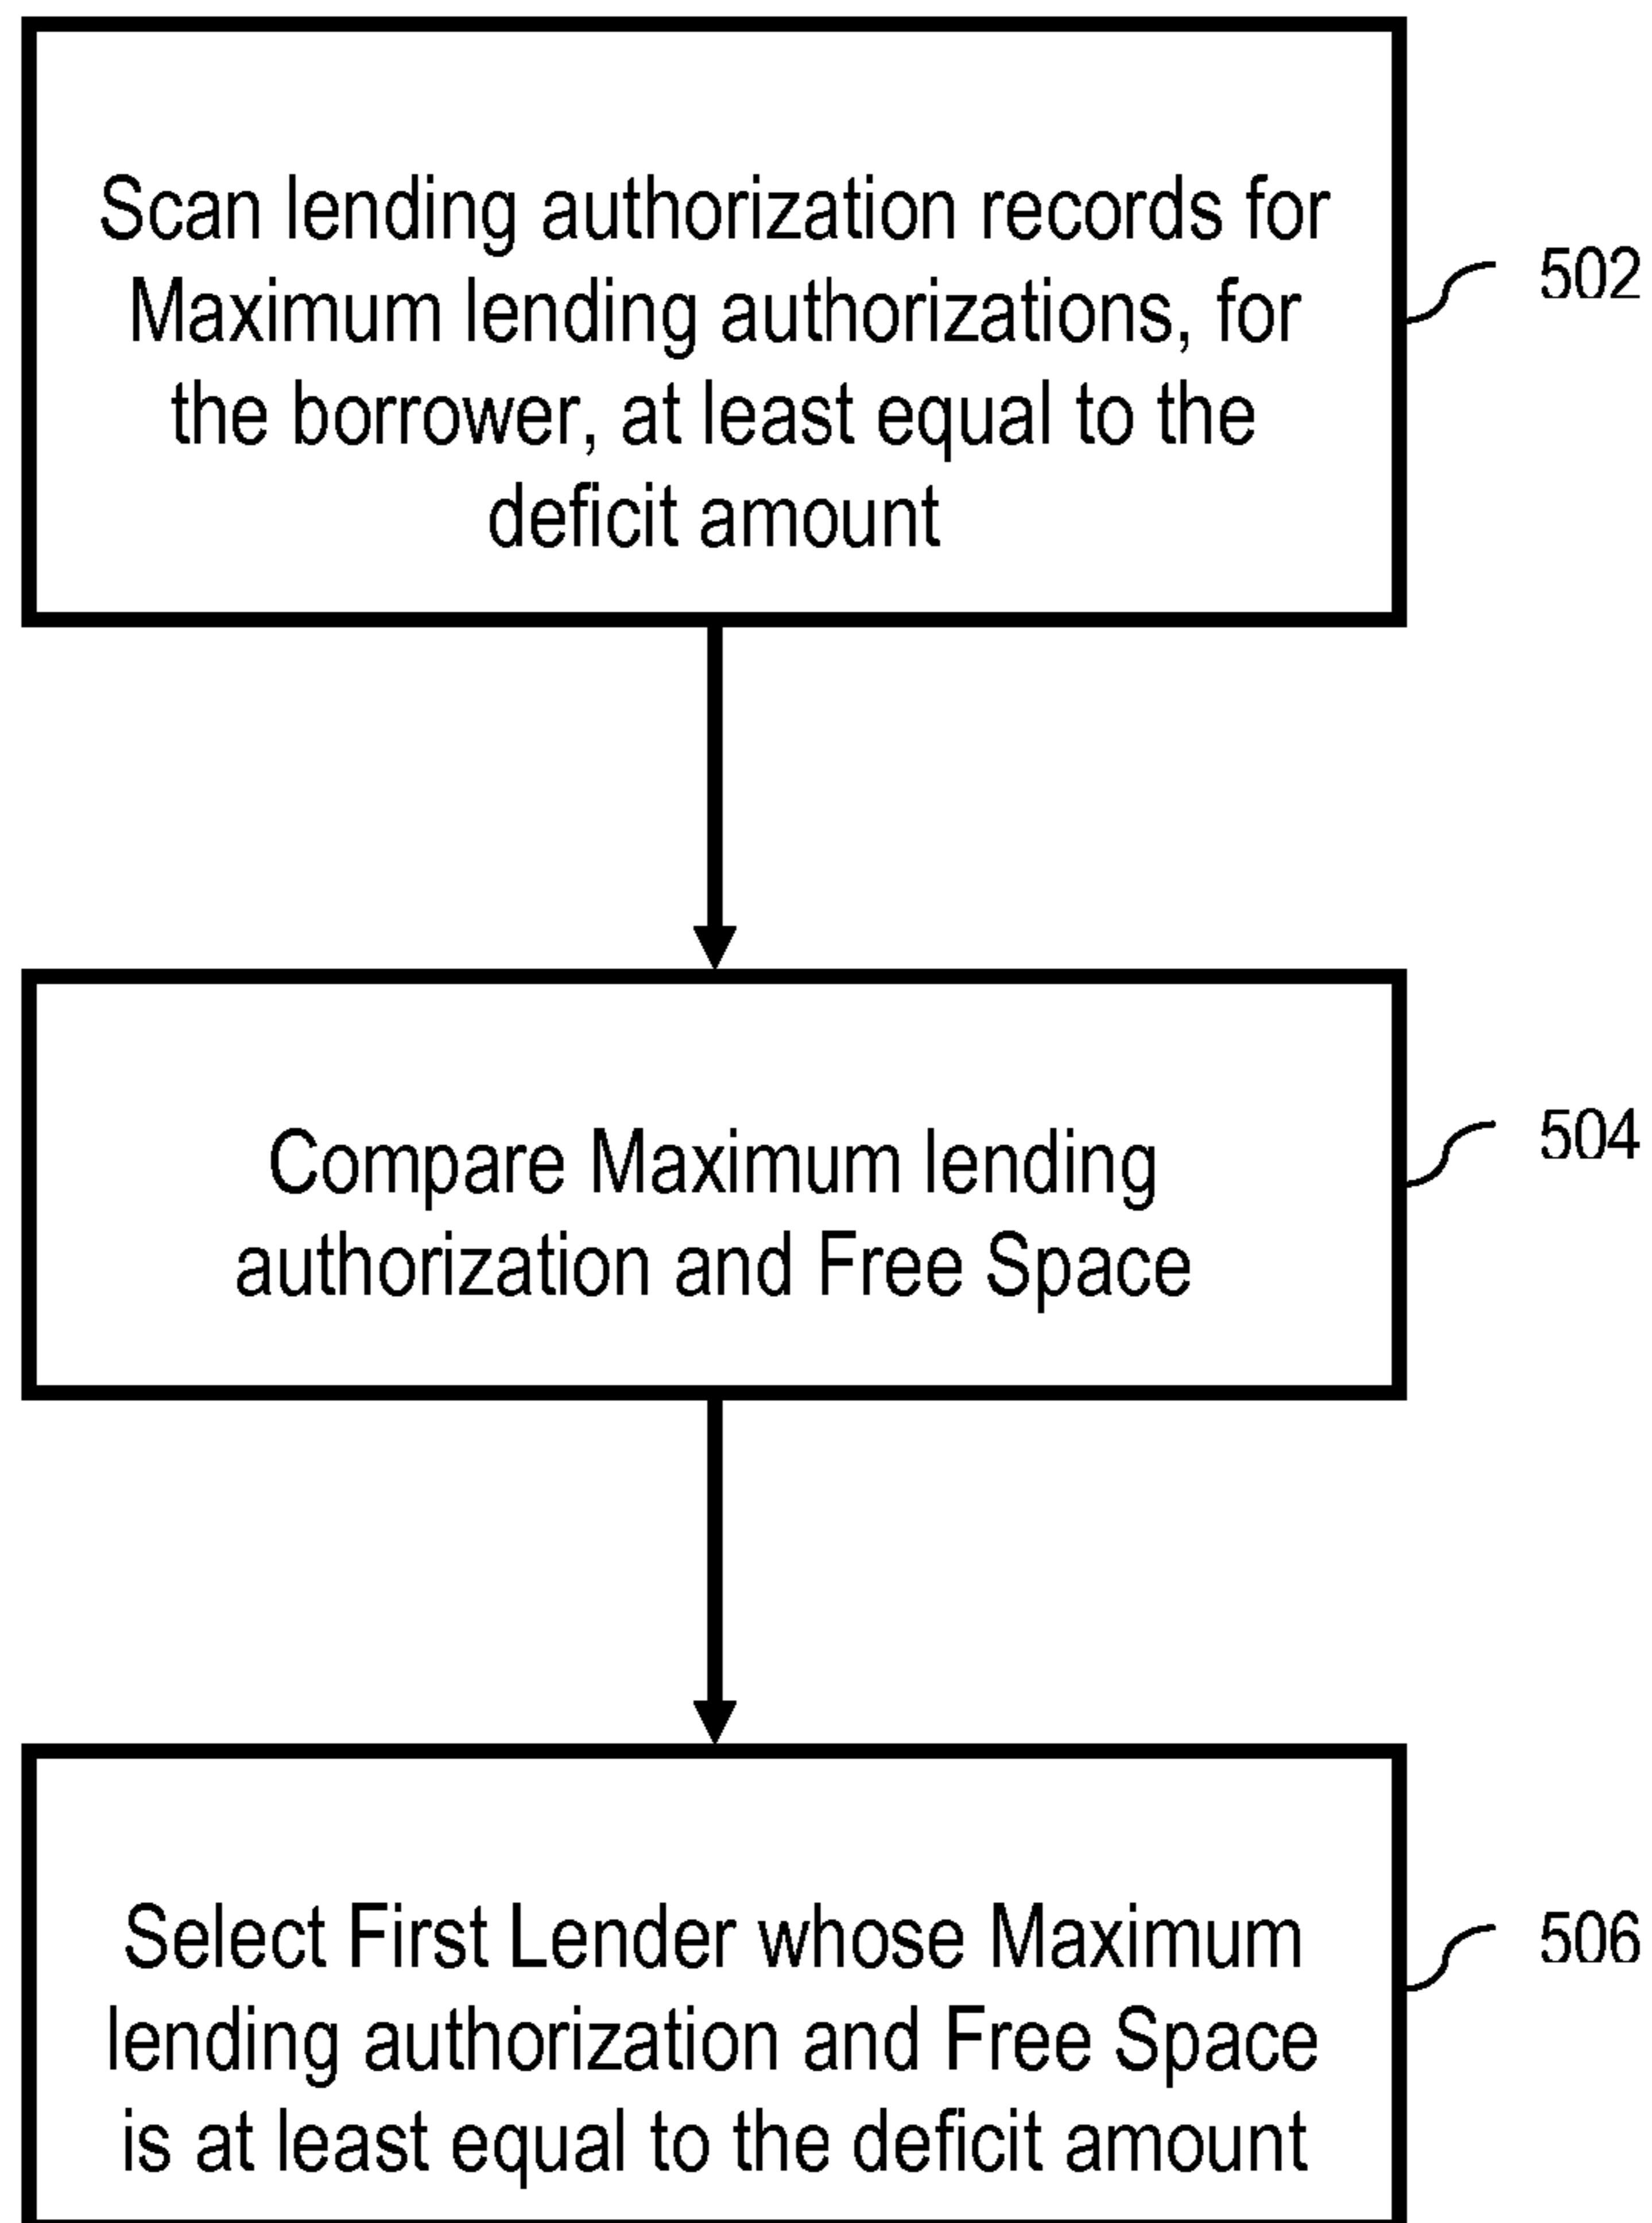 Scan lending authorization records for
Maximum lending authorizations, for
the borrower, at least equal to the
deficit amount
502
Compare Maximum lending
authorization and Free Space
504
Select First Lender whose Maximum
lending authorization and Free Space
is at least equal to the deficit amount
506